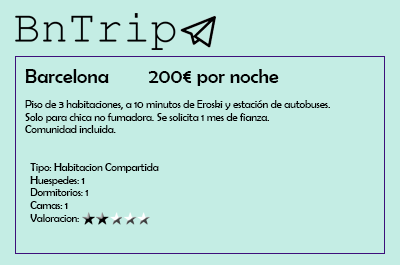 BnTrip
Barcelona 200€ por noche
Piso de 3 habitaciones, a 10 minutos de Eroski y estación de autobuses.
Solo para chica no fumadora. Se solicita 1 mes de fianza.
Comunidad incluida.
Tipo: Habitacion Compartida
Huespedes: 1
Dormitorios: 1
Camas: 1
Valoracion: